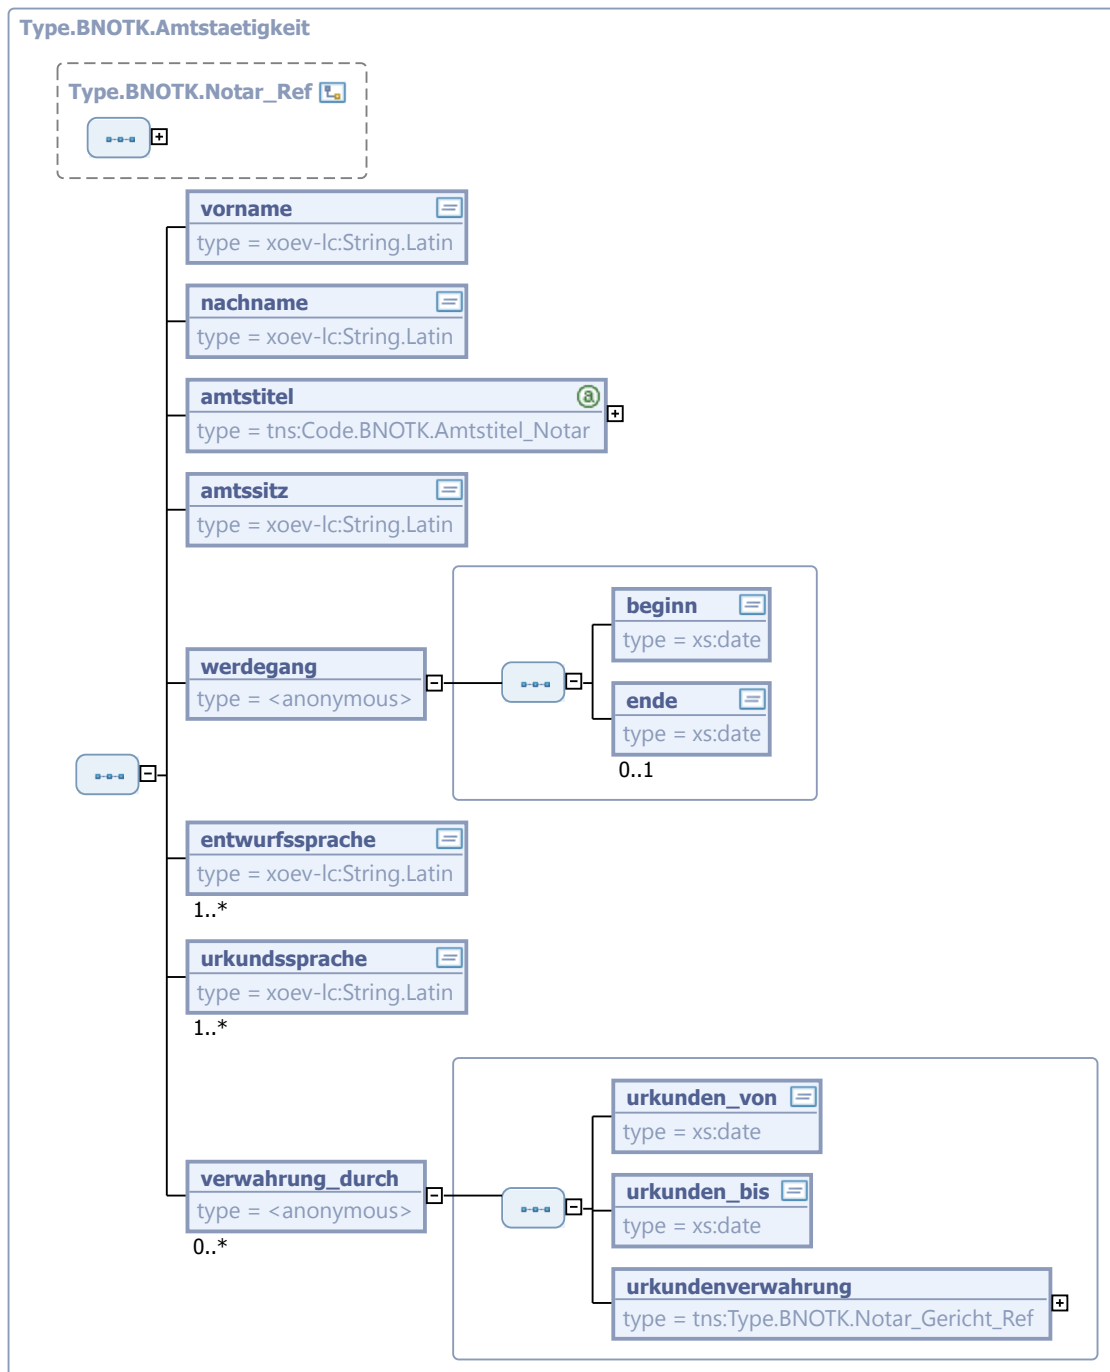 Type.BNOTK.Amtstaetigkeit
Type.BNOTK.Notar_Ref
vorname
type = xoev-lc:String.Latin
nachname
type = xoev-lc:String.Latin
amtstitel
type = tns:Code.BNOTK.Amtstitel_Notar
amtssitz
type = xoev-lc:String.Latin
werdegang
type = <anonymous>
beginn
type = xs:date
ende
type = xs:date
0..1
entwurfssprache
type = xoev-lc:String.Latin
1..*
urkundssprache
type = xoev-lc:String.Latin
1..*
verwahrung_durch
type = <anonymous>
0..*
urkunden_von
type = xs:date
urkunden_bis
type = xs:date
urkundenverwahrung
type = tns:Type.BNOTK.Notar_Gericht_Ref